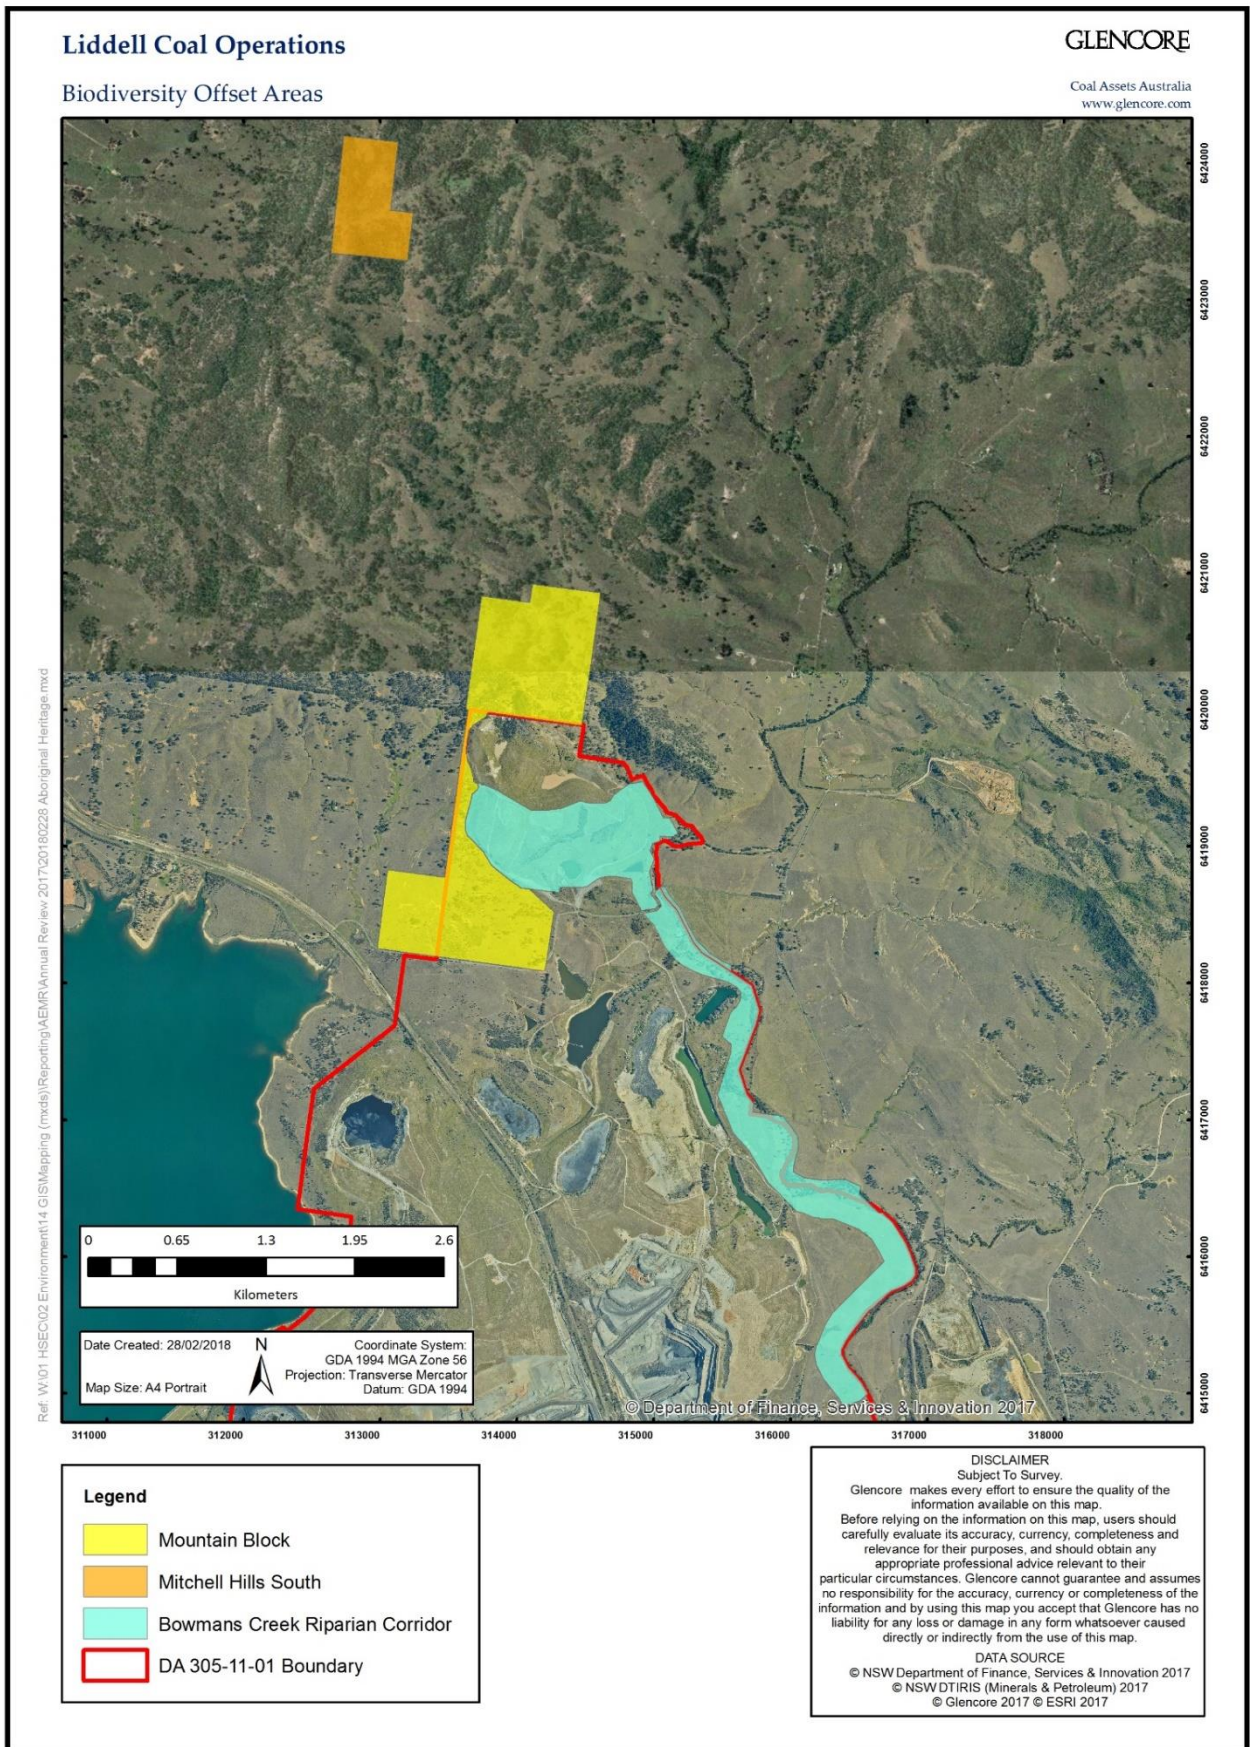 Liddell Coal Operations
GLENCORE
Biodiversity Offset Areas
Coal Assets Australia
www.glencore.com
6424000
6423000
6422000
6421000
6420000
6419000
6418000
6417000
6416000
6415000
Ref: W:\01 HSEC\02 Environment\14 GIS\Mapping (mxds)\Reporting\AEMR\Annual Review 2017\20180228 Aboriginal Heritage.mxd
0 0.65 1.3 1.95 2.6
Kilometers
Date Created: 28/02/2018
Map Size: A4 Portrait
N
Coordinate System:
GDA 1994 MGA Zone 56
Projection: Transverse Mercator
Datum: GDA 1994
© Department of Finance, Services & Innovation 2017
311000 312000 313000 314000 315000 316000 317000 318000
Legend
Mountain Block
Mitchell Hills South
Bowmans Creek Riparian Corridor
DA 305-11-01 Boundary
DISCLAIMER
Subject To Survey.
Glencore makes every effort to ensure the quality of the
information available on this map.
Before relying on the information on this map, users should
carefully evaluate its accuracy, currency, completeness and
relevance for their purposes, and should obtain any
appropriate professional advice relevant to their
particular circumstances. Glencore cannot guarantee and assumes
no responsibility for the accuracy, currency or completeness of the
information and by using this map you accept that Glencore has no
liability for any loss or damage in any form whatsoever caused
directly or indirectly from the use of this map.
DATA SOURCE
© NSW Department of Finance, Services & Innovation 2017
© NSW DTIRIS (Minerals & Petroleum) 2017
© Glencore 2017 © ESRI 2017